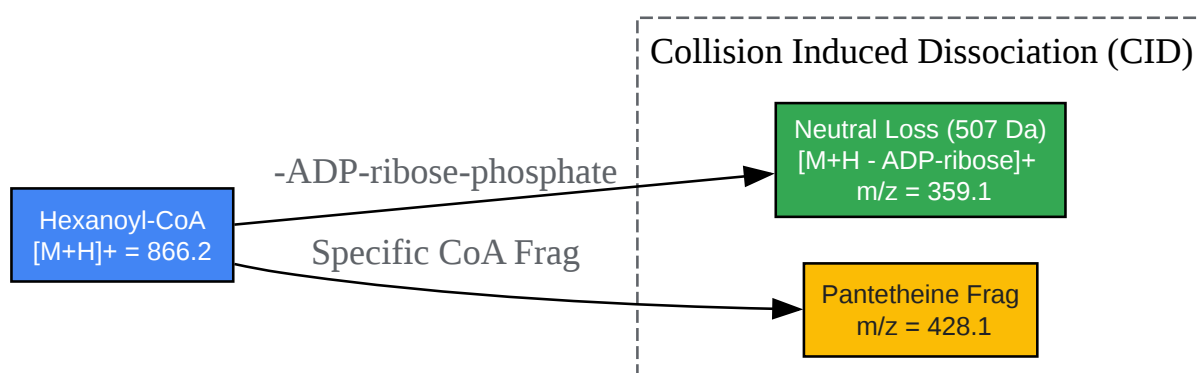 Collision Induced Dissociation (CID)
Neutral Loss (507 Da)
[M+H - ADP-ribose]+
m/z = 359.1
-ADP-ribose-phosphate
Hexanoyl-CoA
[M+H]+ = 866.2
Specific CoA Frag
Pantetheine Frag
m/z = 428.1